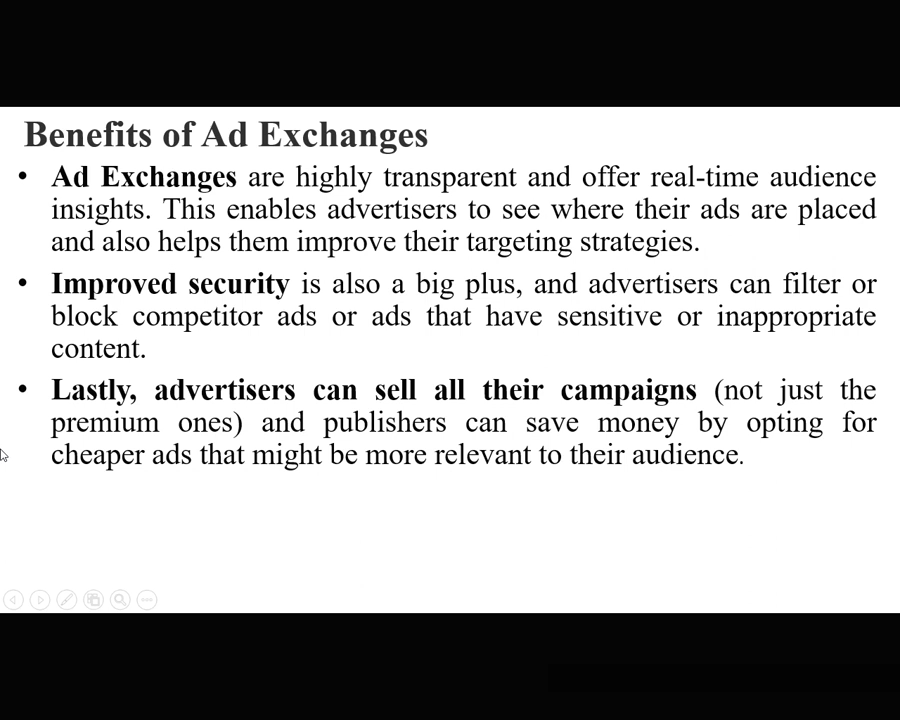 Benefits of Ad Exchanges
• Ad Exchanges are highly transparent and offer real-time audience
insights. This enables advertisers to see where their ads are placed
and also helps them improve their targeting strategies.
• Improved security is also a big plus, and advertisers can filter or
block competitor ads or ads that have sensitive or inappropriate
content.
• Lastly, advertisers can sell all their campaigns (not just the
premium ones) and publishers can save money by opting for
cheaper ads that might be more relevant to their audience.